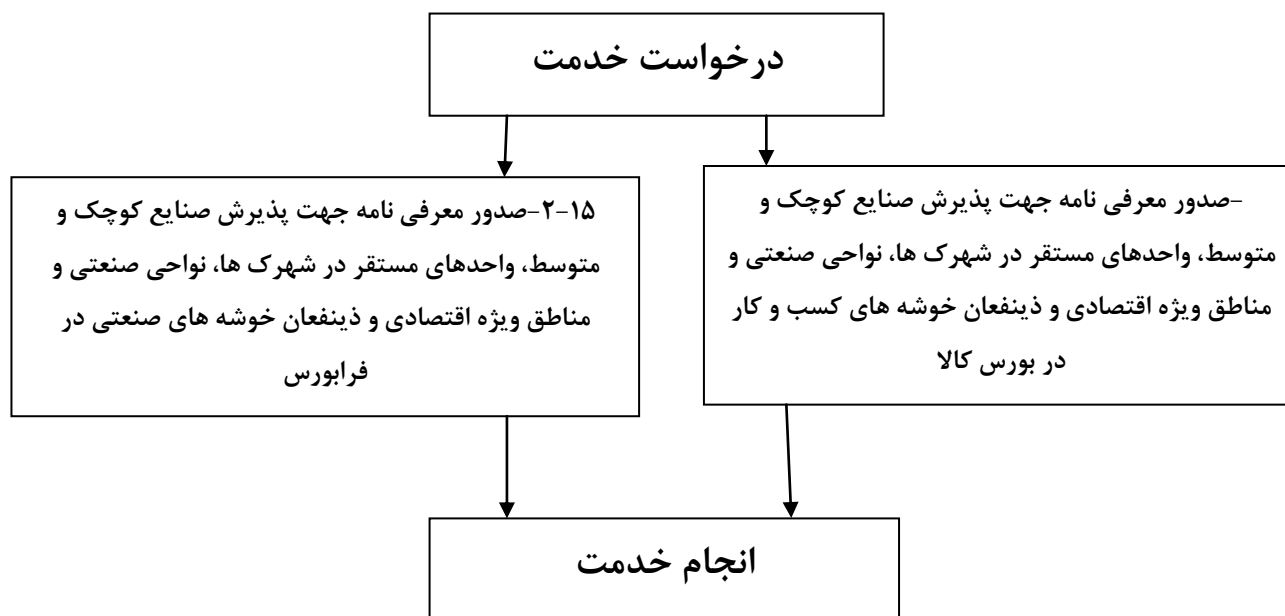 درخواست خدمت
-صدور معرفی نامه جهت پذیرش صنایع کوچک و
متوسط، واحدهای مستقر در شهرک ها، نواحی صنعتی و
مناطق ویژه اقتصادی و ذینفعان خوشه های کسب و کار
در بورس کالا
۲-۱۵-صدور معرفی نامه جهت پذیرش صنایع کوچک و
متوسط، واحدهای مستقر در شهرک ها، نواحی صنعتی و
مناطق ویژه اقتصادی و ذینفعان خوشه های صنعتی در
فرابورس
انجام خدمت